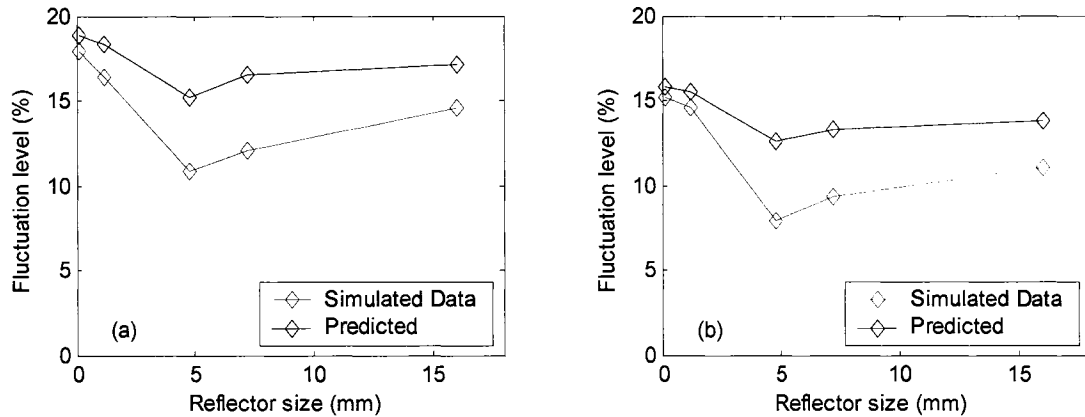 20
15
10
5
0
Fluctuation level (%)
Simulated Data
Predicted
(a)
0 5 10 15
Reflector size (mm)
20
15
10
5
0
Fluctuation level (%)
Simulated Data
Predicted
(b)
0 5 10 15
Reflector size (mm)